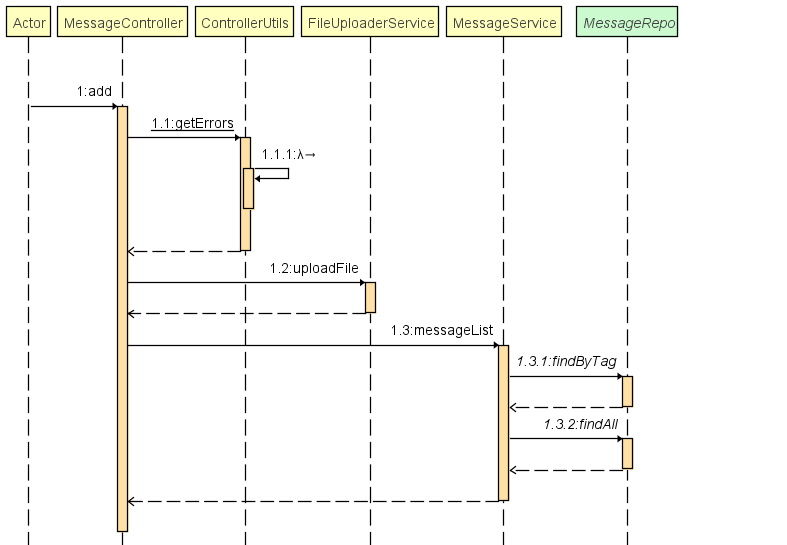 Actor
MessageController
ControllerUtils
FileUploaderService
MessageService
MessageRepo
1:add
1.1:getErrors
1.1.1:λ→
1.2:uploadFile
1.3:messageList
1.3.1:findByTag
1.3.2:findAll